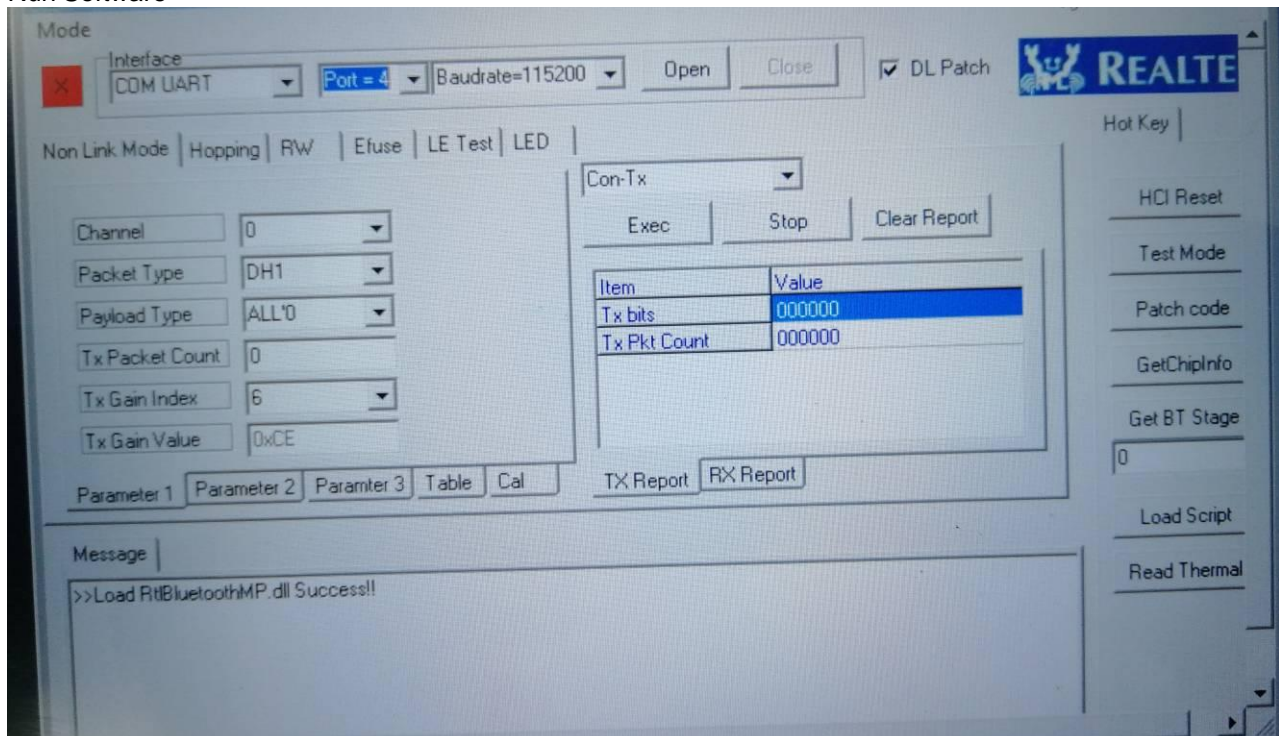 Run Software
Mode
Interface
COM UART
Port = 4
Baudrate=115200
Open
Close
DL Patch
REALTE
Non Link Mode
Hopping
RW
Efuse
LE Test
LED
Hot Key
Con-Tx
Exec
Stop
Clear Report
Channel
0
Packet Type
DH1
Payload Type
ALL'0
Tx Packet Count
0
Tx Gain Index
6
Tx Gain Value
0xCE
Item
Value
Tx bits
000000
Tx Pkt Count
000000
Parameter 1
Parameter 2
Paramter 3
Table
Cal
TX Report
RX Report
HCI Reset
Test Mode
Patch code
GetChipInfo
Get BT Stage
0
Load Script
Read Thermal
Message
>>Load RtlBluetoothMP.dll Success!!